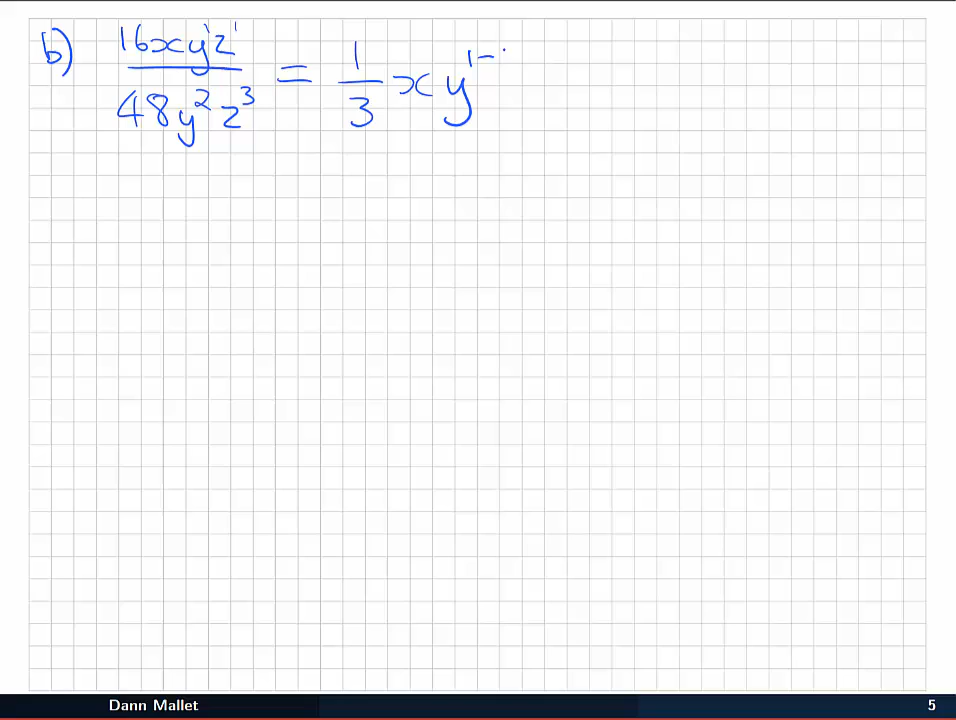 b) 16xy¹z¹/48y²z³ = 1/3 x y¹⁻
Dann Mallet 5